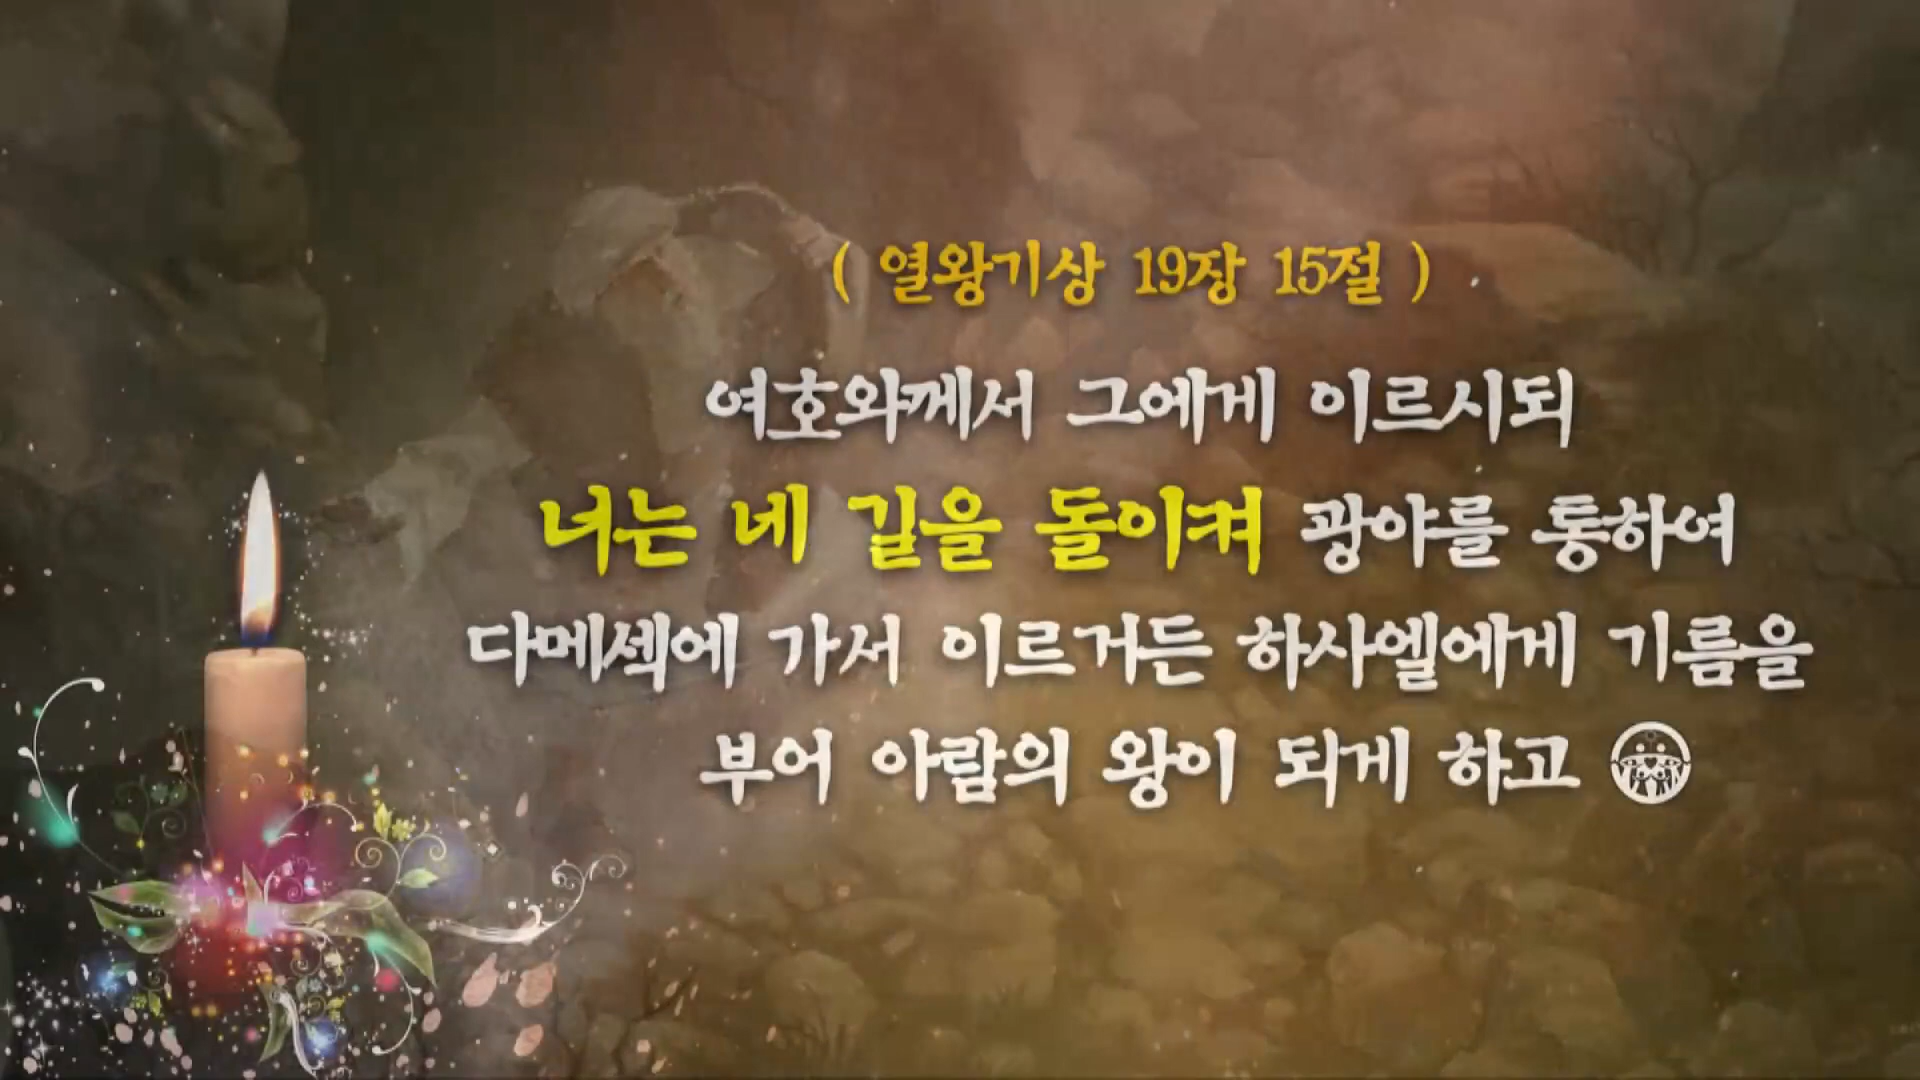 ( 열왕기상 19장 15절 )
여호와께서 그에게 이르시되
너는 네 길을 돌이켜 광야를 통하여
다메섹에 가서 이르거든 하사엘에게 기름을
부어 아람의 왕이 되게 하고